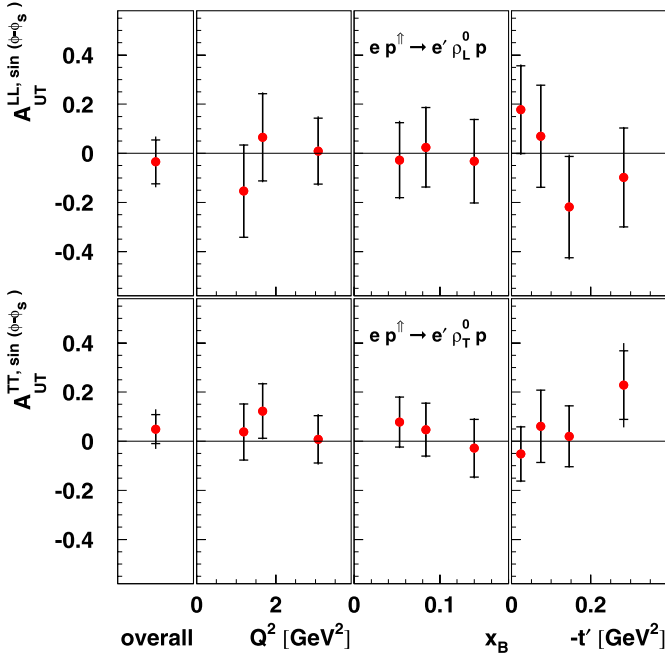 A_UT^LL, sin (ϕ-ϕ_s)
0.4
0.2
0
-0.2
-0.4
e p^⇑ → e′ ρ_L^0 p
A_UT^TT, sin (ϕ-ϕ_s)
0.4
0.2
0
-0.2
-0.4
e p^⇑ → e′ ρ_T^0 p
0 2 0 0.1 0 0.2
overall Q^2 [GeV^2] x_B -t′ [GeV^2]